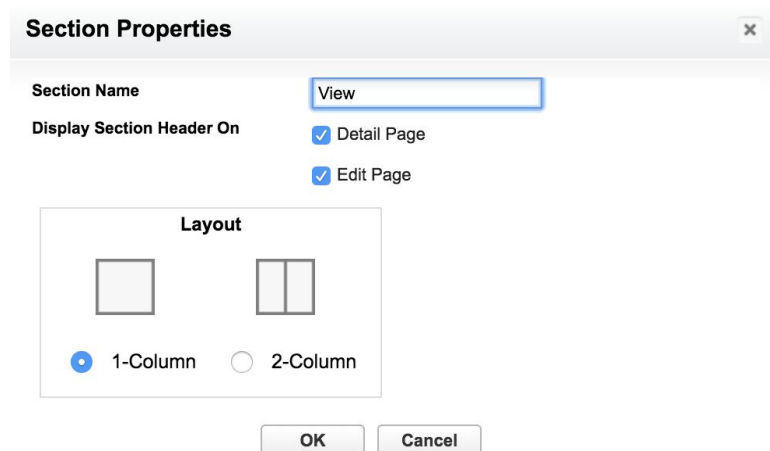 Section Properties
Section Name
View
Display Section Header On
Detail Page
Edit Page
Layout
1-Column
2-Column
OK
Cancel